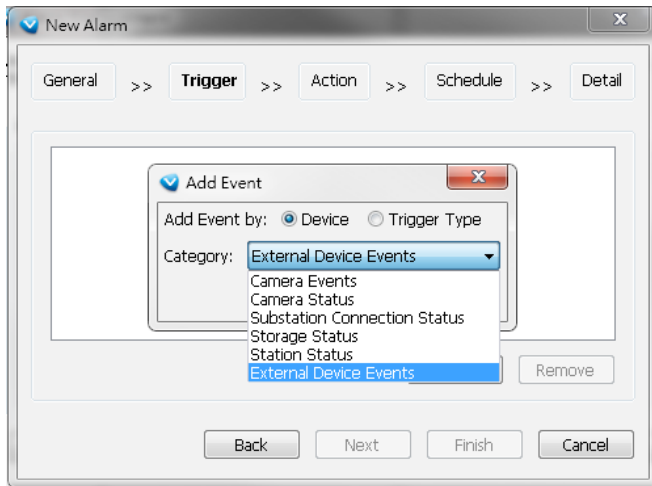 New Alarm
General >> Trigger >> Action >> Schedule >> Detail
Add Event
Add Event by: Device Trigger Type
Category: External Device Events
Camera Events
Camera Status
Substation Connection Status
Storage Status
Station Status
External Device Events
Remove
Back Next Finish Cancel